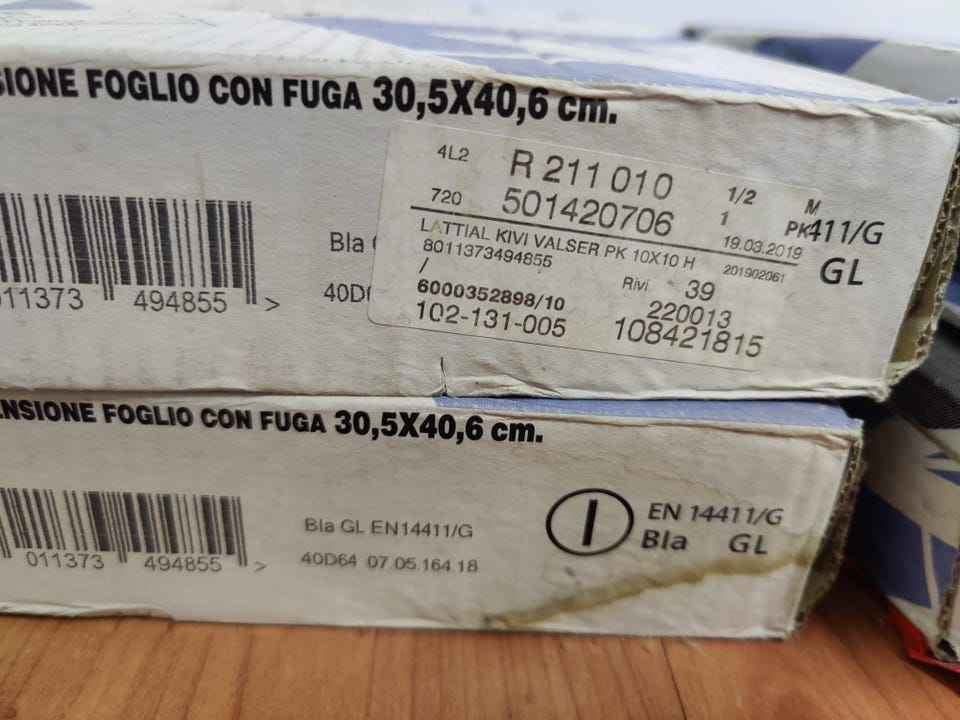 SIONE FOGLIO CON FUGA 30,5X40,6 cm.
4L2 R 211 010 1/2 M
720 501420706 1 PK
LATTIAL KIVI VALSER PK 10X10 H 19.03.2019
8011373494855 201902061
/ Rivi 39
6000352898/10 220013
102-131-005 108421815
411/G
GL
Bla
40D
011373 494855 >
ENSIONE FOGLIO CON FUGA 30,5X40,6 cm.
011373 494855 >
Bla GL EN14411/G
40D64 07.05.164.18
I
EN 14411/G
Bla GL